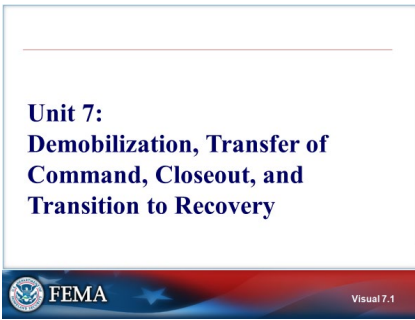 Unit 7:
Demobilization, Transfer of
Command, Closeout, and
Transition to Recovery
FEMA
Visual 7.1